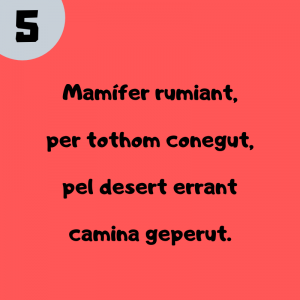 5
Mamífer rumiant,
per tothom conegut,
pel desert errant
camina geperut.